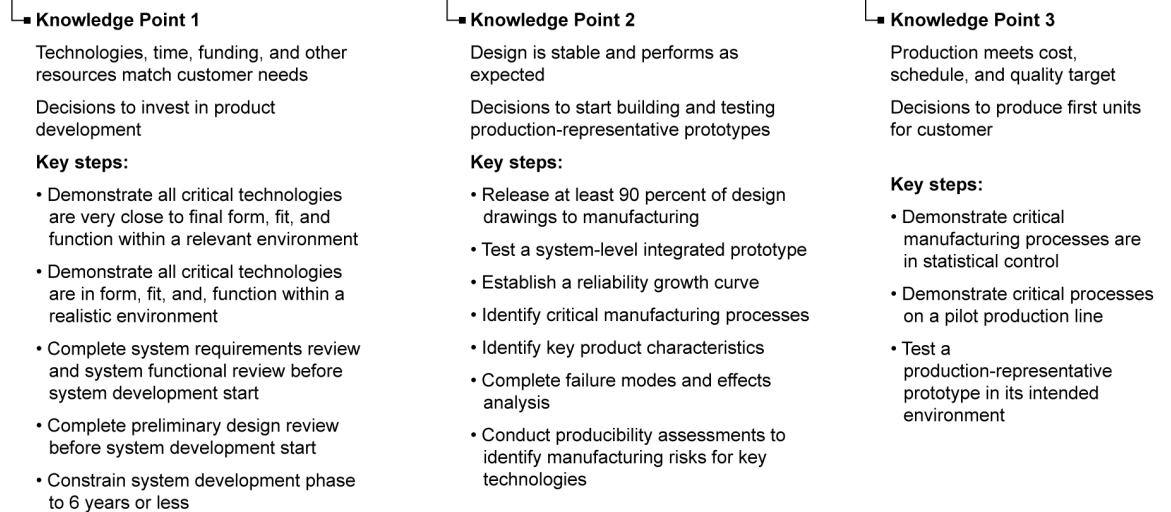 Knowledge Point 1
Technologies, time, funding, and other
resources match customer needs
Decisions to invest in product
development
Key steps:
• Demonstrate all critical technologies
are very close to final form, fit, and
function within a relevant environment
• Demonstrate all critical technologies
are in form, fit, and, function within a
realistic environment
• Complete system requirements review
and system functional review before
system development start
• Complete preliminary design review
before system development start
• Constrain system development phase
to 6 years or less
Knowledge Point 2
Design is stable and performs as
expected
Decisions to start building and testing
production-representative prototypes
Key steps:
• Release at least 90 percent of design
drawings to manufacturing
• Test a system-level integrated prototype
• Establish a reliability growth curve
• Identify critical manufacturing processes
• Identify key product characteristics
• Complete failure modes and effects
analysis
• Conduct producibility assessments to
identify manufacturing risks for key
technologies
Knowledge Point 3
Production meets cost,
schedule, and quality target
Decisions to produce first units
for customer
Key steps:
• Demonstrate critical
manufacturing processes are
in statistical control
• Demonstrate critical processes
on a pilot production line
• Test a
production-representative
prototype in its intended
environment